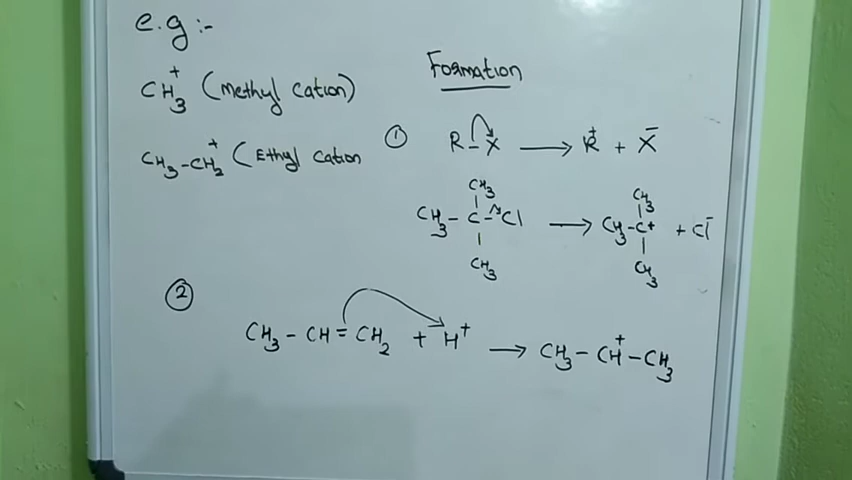 e.g :-
CH₃⁺ (Methyl Cation)
CH₃-CH₂⁺ (Ethyl Cation
Formation
① R-X ⟶ R⁺ + X⁻
CH₃ CH₃
CH₃-C-Cl ⟶ CH₃-C⁺ + Cl⁻
CH₃ CH₃
②
CH₃-CH=CH₂ + H⁺ ⟶ CH₃-CH⁺-CH₃